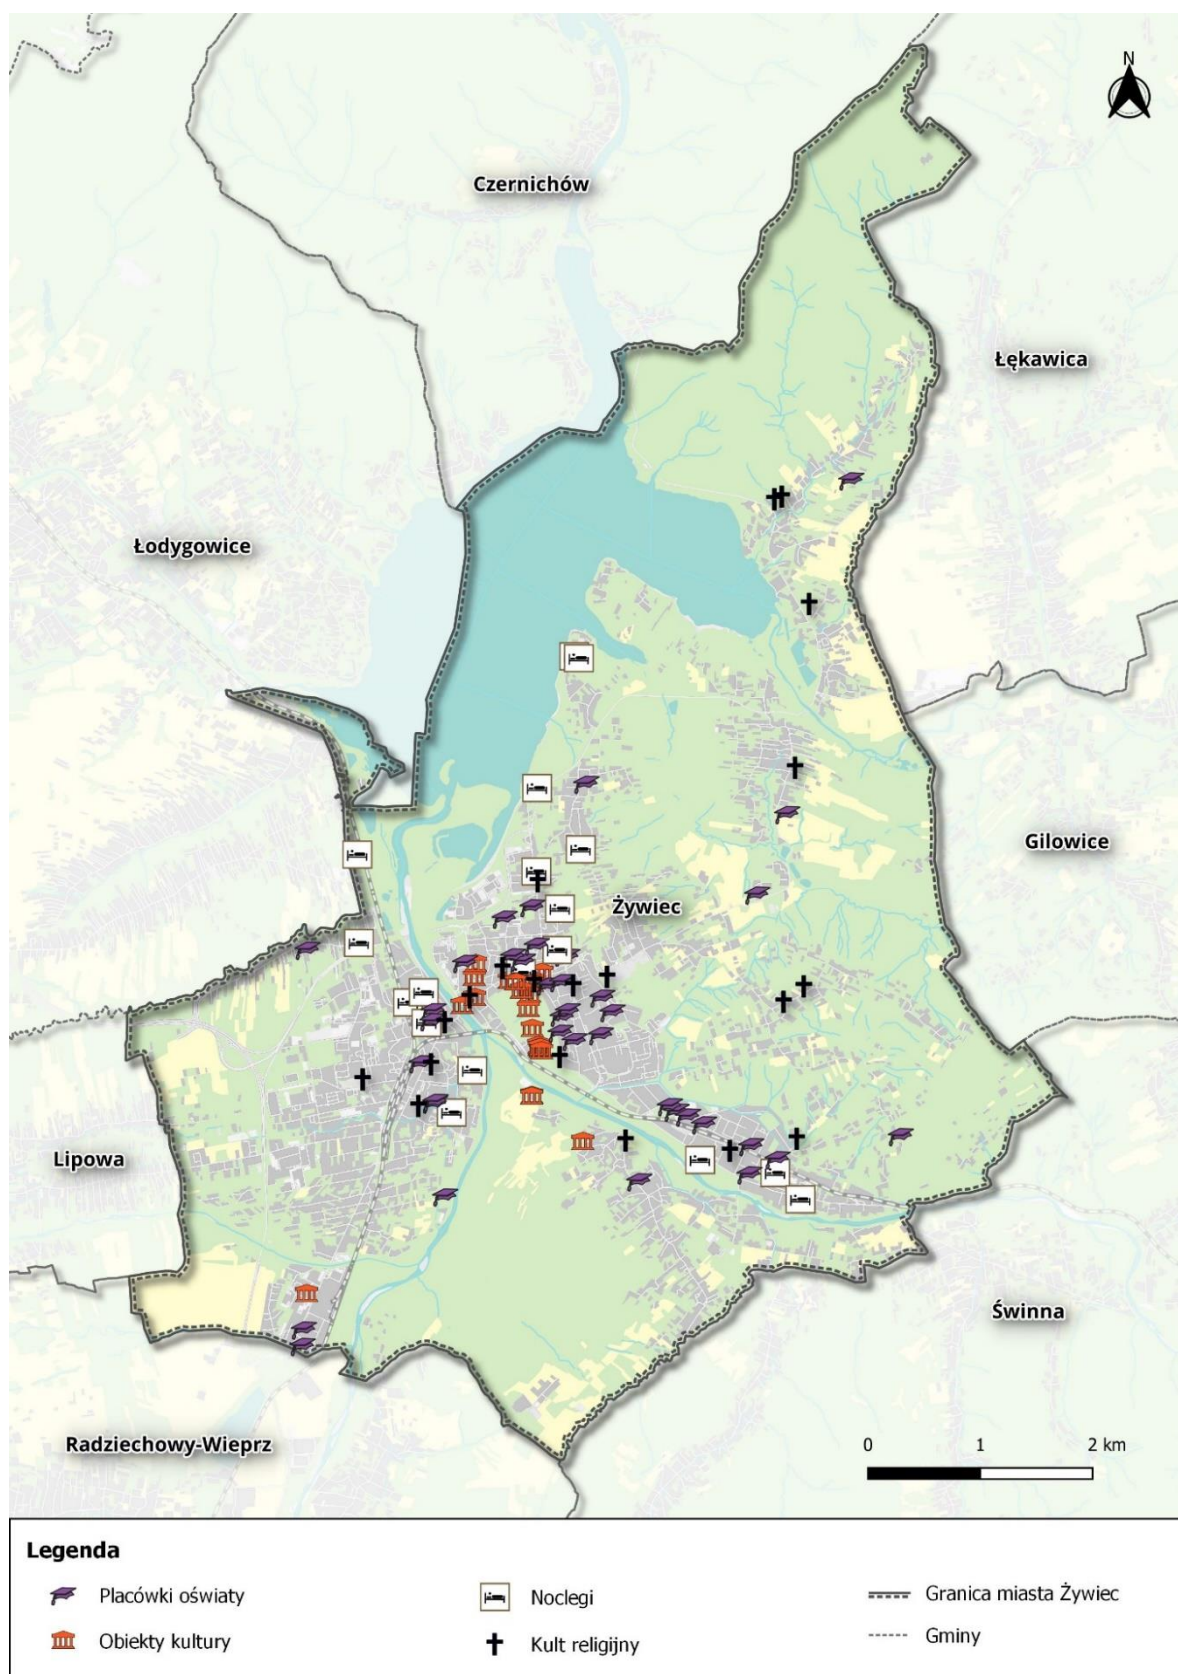 N
Czernichów
Łękawica
Łodygowice
Gilowice
Żywiec
Lipowa
Świnna
Radziechowy-Wieprz
0 1 2 km
Legenda
Placówki oświaty
Noclegi
Granica miasta Żywiec
Obiekty kultury
Kult religijny
Gminy